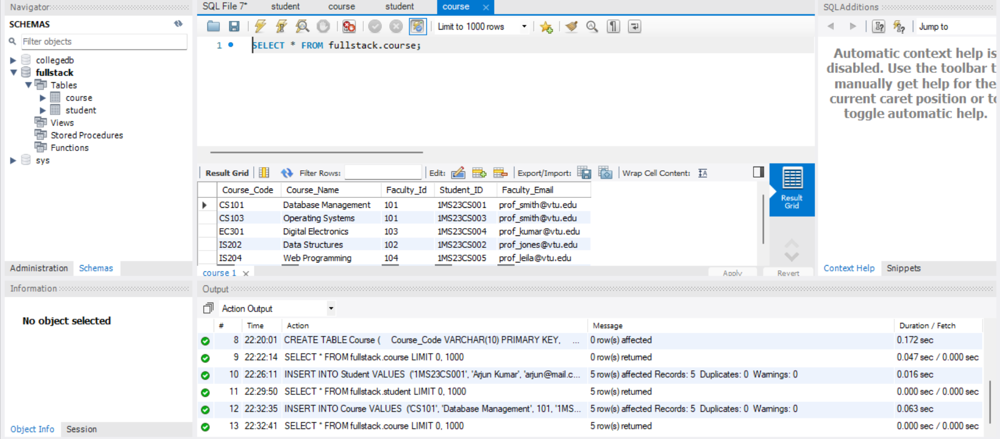 Navigator
SCHEMAS
Filter objects
collegedb
fullstack
Tables
course
student
Views
Stored Procedures
Functions
sys
Administration Schemas
Information
No object selected
Object Info Session
SQL File 7* student course student course
Limit to 1000 rows
1 SELECT * FROM fullstack.course;
Result Grid Filter Rows: Edit: Export/Import: Wrap Cell Content:
Course_Code Course_Name Faculty_Id Student_ID Faculty_Email
CS101 Database Management 101 1MS23CS001 prof_smith@vtu.edu
CS103 Operating Systems 101 1MS23CS003 prof_smith@vtu.edu
EC301 Digital Electronics 103 1MS23CS004 prof_kumar@vtu.edu
IS202 Data Structures 102 1MS23CS002 prof_jones@vtu.edu
IS204 Web Programming 104 1MS23CS005 prof_leila@vtu.edu
Result
Grid
course 1 Apply Revert
SQLAdditions
Jump to
Automatic context help is
disabled. Use the toolbar t
manually get help for the
current caret position or to
toggle automatic help.
Context Help Snippets
Output
Action Output
# Time Action Message Duration / Fetch
8 22:20:01 CREATE TABLE Course ( Course_Code VARCHAR(10) PRIMARY KEY, ... 0 row(s) affected 0.172 sec
9 22:22:14 SELECT * FROM fullstack.course LIMIT 0, 1000 0 row(s) returned 0.047 sec / 0.000 sec
10 22:26:11 INSERT INTO Student VALUES ('1MS23CS001', 'Arjun Kumar', 'arjun@mail.c... 5 row(s) affected Records: 5 Duplicates: 0 Warnings: 0 0.016 sec
11 22:29:50 SELECT * FROM fullstack.student LIMIT 0, 1000 5 row(s) returned 0.000 sec / 0.000 sec
12 22:32:35 INSERT INTO Course VALUES ('CS101', 'Database Management', 101, '1MS... 5 row(s) affected Records: 5 Duplicates: 0 Warnings: 0 0.063 sec
13 22:32:41 SELECT * FROM fullstack.course LIMIT 0, 1000 5 row(s) returned 0.000 sec / 0.000 sec